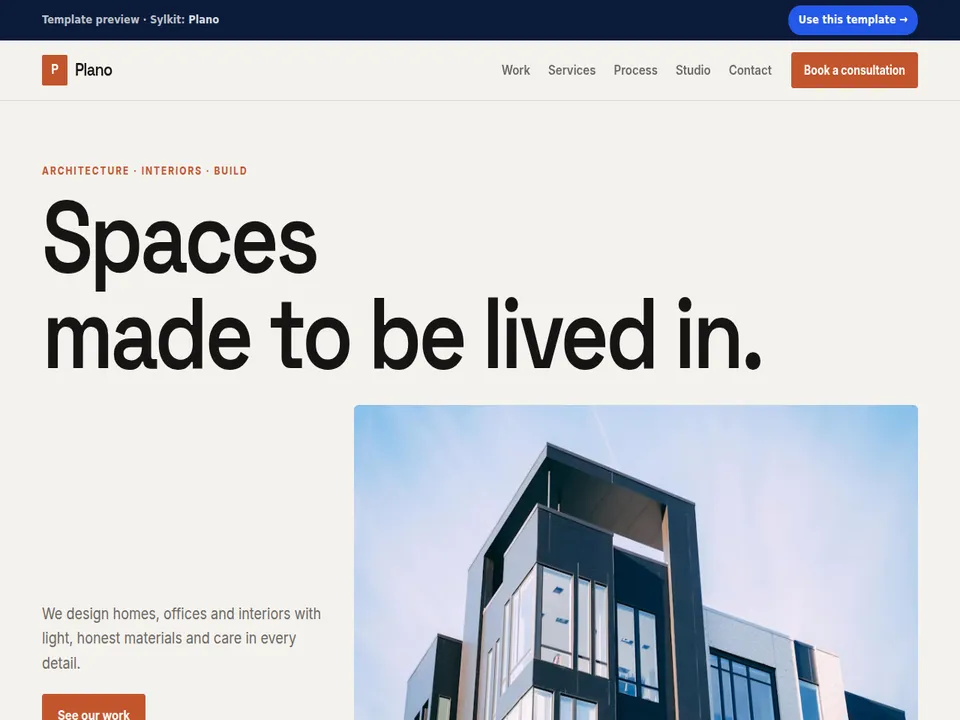 Template preview · Sylkit: Plano
Use this template →
P Plano
Work Services Process Studio Contact Book a consultation
ARCHITECTURE · INTERIORS · BUILD
Spaces
made to be lived in.
We design homes, offices and interiors with
light, honest materials and care in every
detail.
See our work